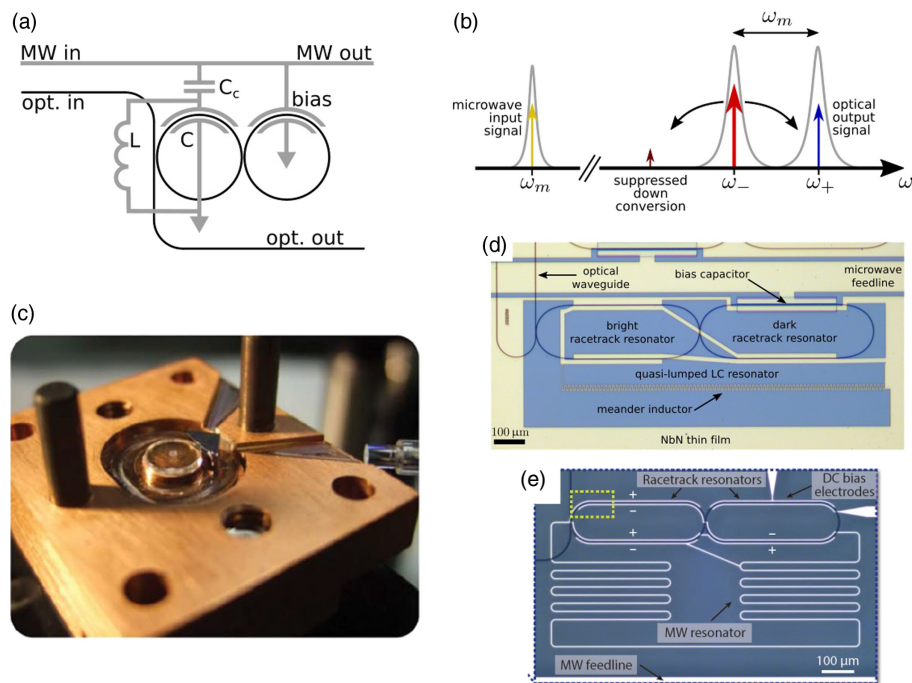 (a)
MW in
MW out
C_c
opt. in
bias
L
C
opt. out
(b)
ω_m
microwave
input
signal
optical
output
signal
ω_m
suppressed
down
conversion
ω_−
ω_+
ω
(c)
(d)
optical
waveguide
bias capacitor
microwave
feedline
bright
racetrack resonator
dark
racetrack resonator
quasi-lumped LC resonator
meander inductor
100 μm
NbN thin film
(e)
Racetrack resonators
DC bias
electrodes
+
−
+
−
−
+
MW resonator
MW feedline
100 μm